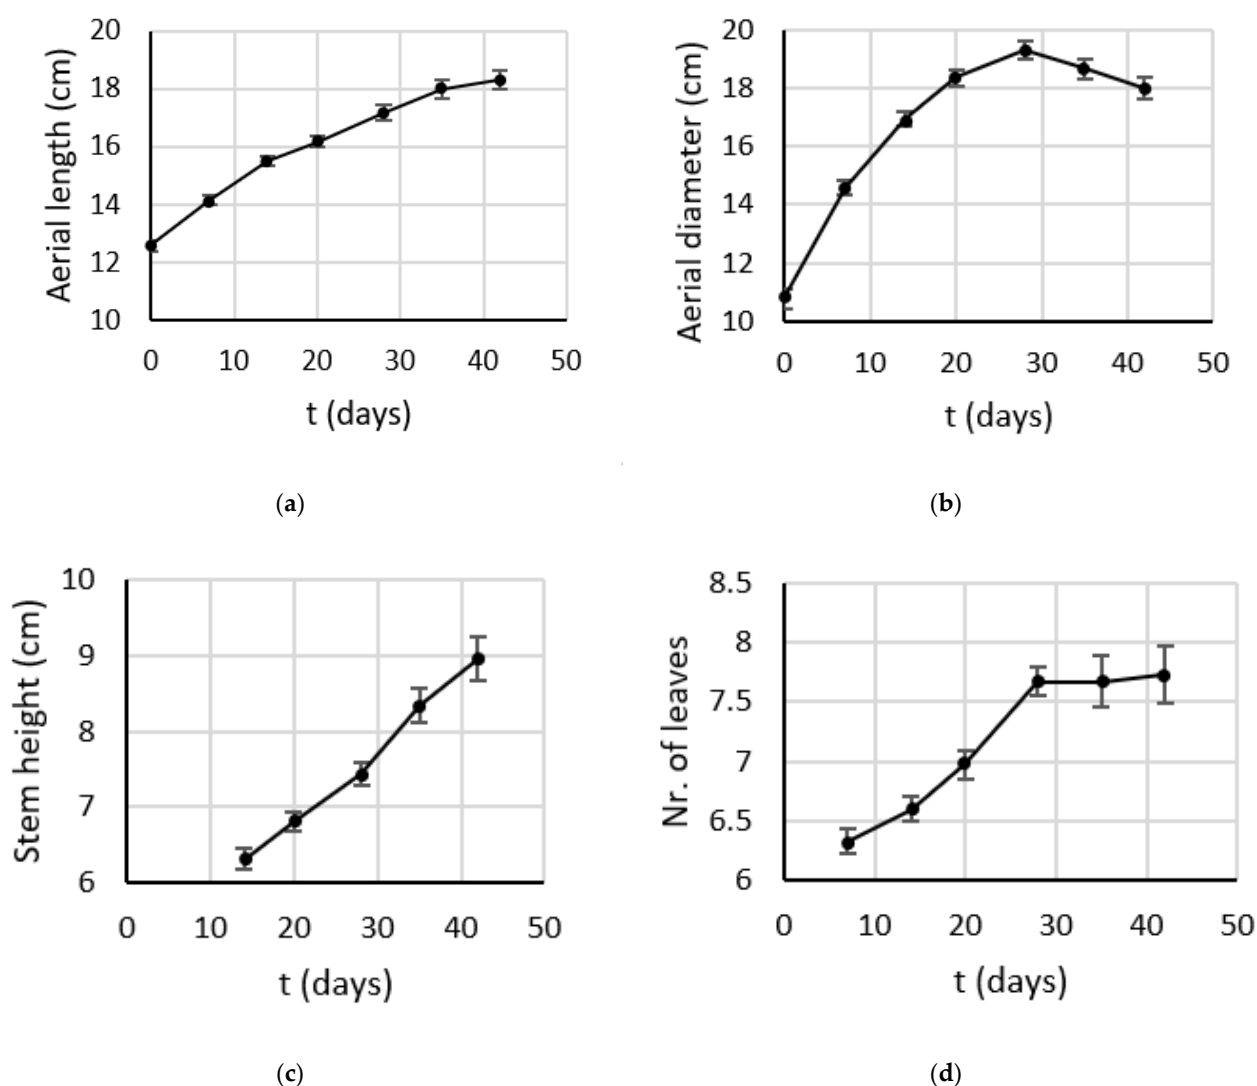 20
18
16
14
12
10
Aerial length (cm)
0 10 20 30 40 50
t (days)
(a)
20
18
16
14
12
10
Aerial diameter (cm)
0 10 20 30 40 50
t (days)
(b)
10
9
8
7
6
Stem height (cm)
0 10 20 30 40 50
t (days)
(c)
8.5
8
7.5
7
6.5
6
Nr. of leaves
0 10 20 30 40 50
t (days)
(d)